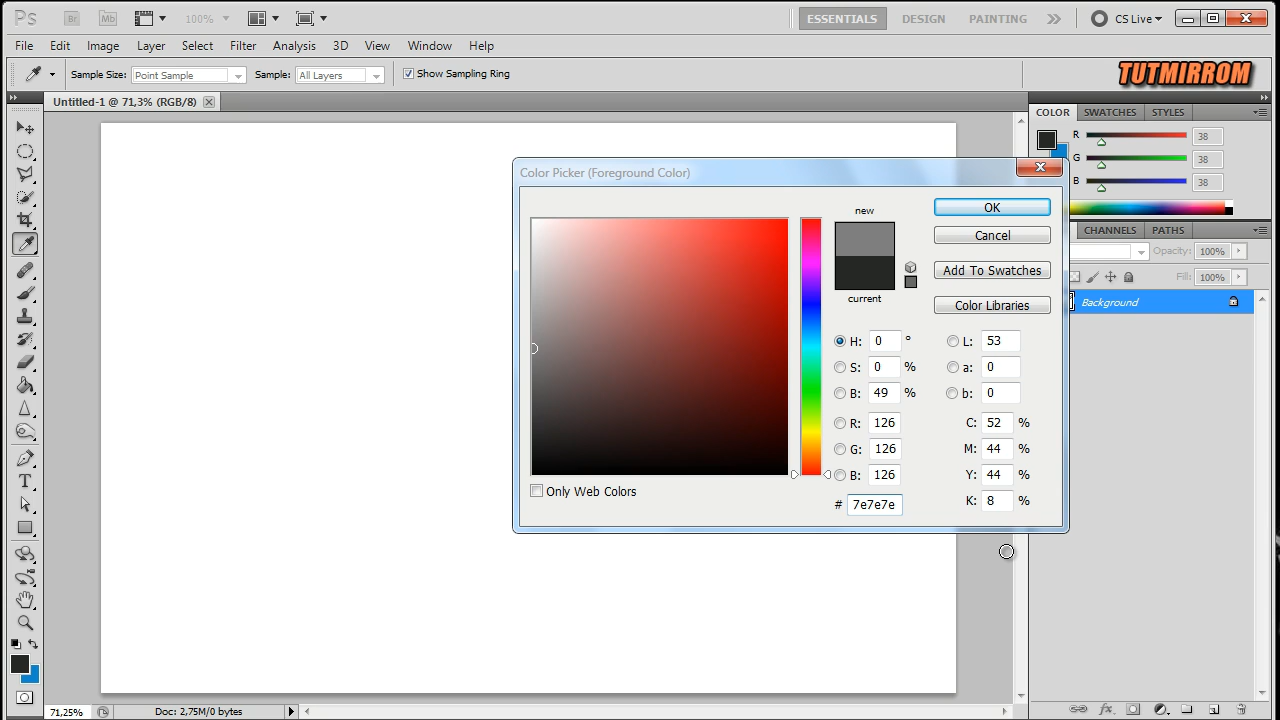 Ps Br Mb 100% ESSENTIALS DESIGN PAINTING CS Live
File Edit Image Layer Select Filter Analysis 3D View Window Help
Sample Size: Point Sample Sample: All Layers Show Sampling Ring
TUTMIRROM
Untitled-1 @ 71,3% (RGB/8)
COLOR SWATCHES STYLES
R 38
G 38
B 38
CHANNELS PATHS
Opacity: 100%
Fill: 100%
Background
Color Picker (Foreground Color)
new
current
OK
Cancel
Add To Swatches
Color Libraries
H: 0 °
S: 0 %
B: 49 %
R: 126
G: 126
B: 126
# 7e7e7e
L: 53
a: 0
b: 0
C: 52 %
M: 44 %
Y: 44 %
K: 8 %
Only Web Colors
T
71,25% Doc: 2,75M/0 bytes
fx